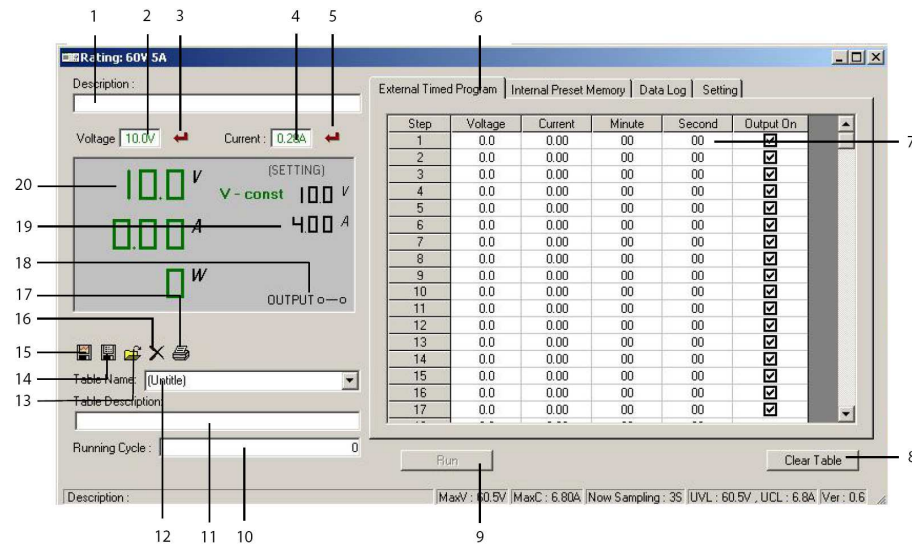 1 2 3 4 5 6
Rating: 60V 5A
Description :
Voltage 10.0V Current : 0.20A
External Timed Program Internal Preset Memory Data Log Setting
Step Voltage Current Minute Second Output On
1 0.0 0.00 00 00 7
2 0.0 0.00 00 00
3 0.0 0.00 00 00
4 0.0 0.00 00 00
5 0.0 0.00 00 00
6 0.0 0.00 00 00
7 0.0 0.00 00 00
8 0.0 0.00 00 00
9 0.0 0.00 00 00
10 0.0 0.00 00 00
11 0.0 0.00 00 00
12 0.0 0.00 00 00
13 0.0 0.00 00 00
14 0.0 0.00 00 00
15 0.0 0.00 00 00
16 0.0 0.00 00 00
17 0.0 0.00 00 00
(SETTING)
20 10.0 V V - const 10.0 V
19 0.00 A 4.00 A
18
17 0 W OUTPUT
16
15
14 Table Name: (Untitle)
13 Table Description:
Running Cycle : 0
Run Clear Table 8
Description : MaxV : 60.5V MaxC : 6.80A Now Sampling : 3S UVL : 60.5V , UCL : 6.8A Ver : 0.6
12 11 10 9